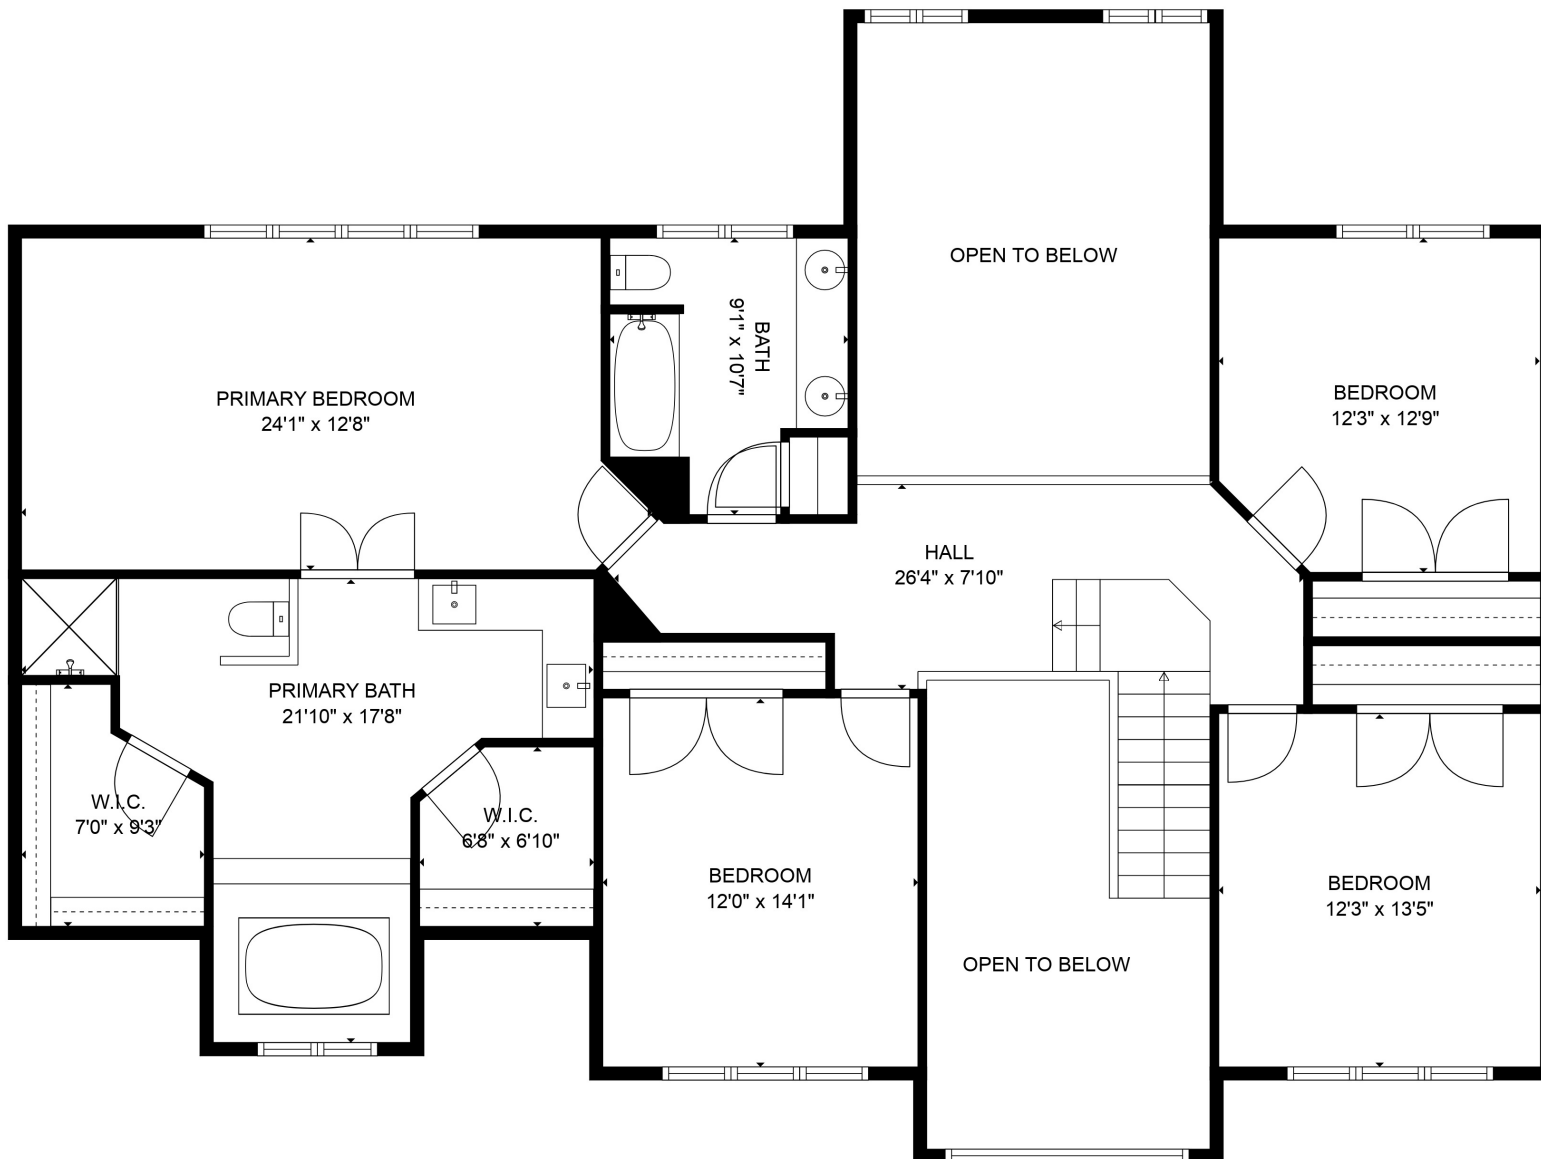 OPEN TO BELOW
PRIMARY BEDROOM
24'1" x 12'8"
BATH
9'1" x 10'7"
BEDROOM
12'3" x 12'9"
HALL
26'4" x 7'10"
PRIMARY BATH
21'10" x 17'8"
W.I.C.
7'0" x 9'3"
W.I.C.
6'8" x 6'10"
BEDROOM
12'0" x 14'1"
BEDROOM
12'3" x 13'5"
OPEN TO BELOW